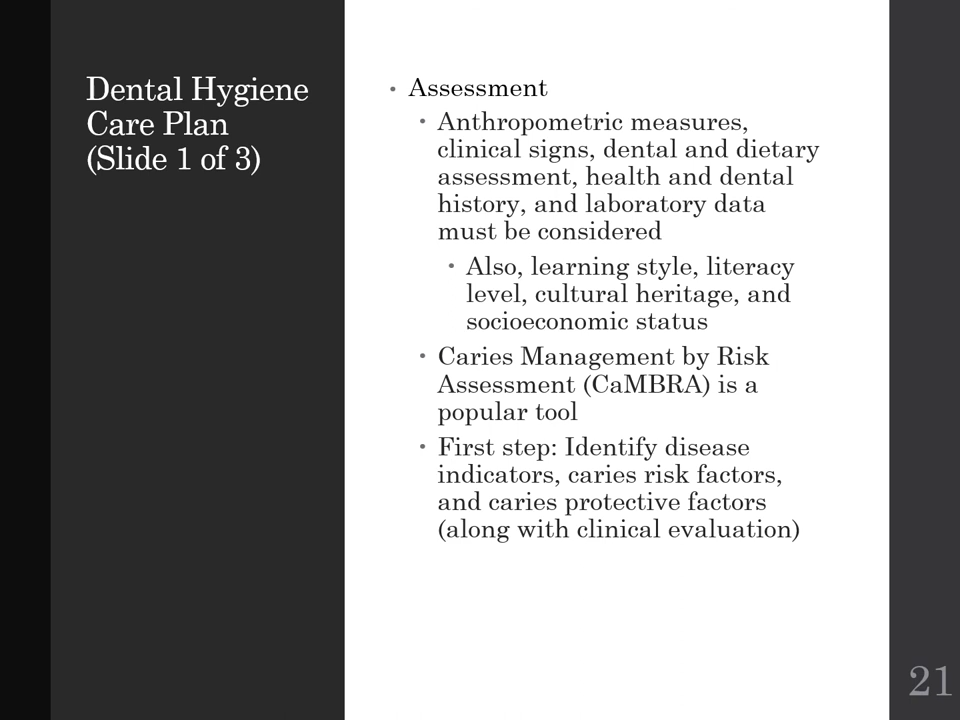 Dental Hygiene
Care Plan
(Slide 1 of 3)
• Assessment
• Anthropometric measures,
clinical signs, dental and dietary
assessment, health and dental
history, and laboratory data
must be considered
• Also, learning style, literacy
level, cultural heritage, and
socioeconomic status
• Caries Management by Risk
Assessment (CaMBRA) is a
popular tool
• First step: Identify disease
indicators, caries risk factors,
and caries protective factors
(along with clinical evaluation)
21